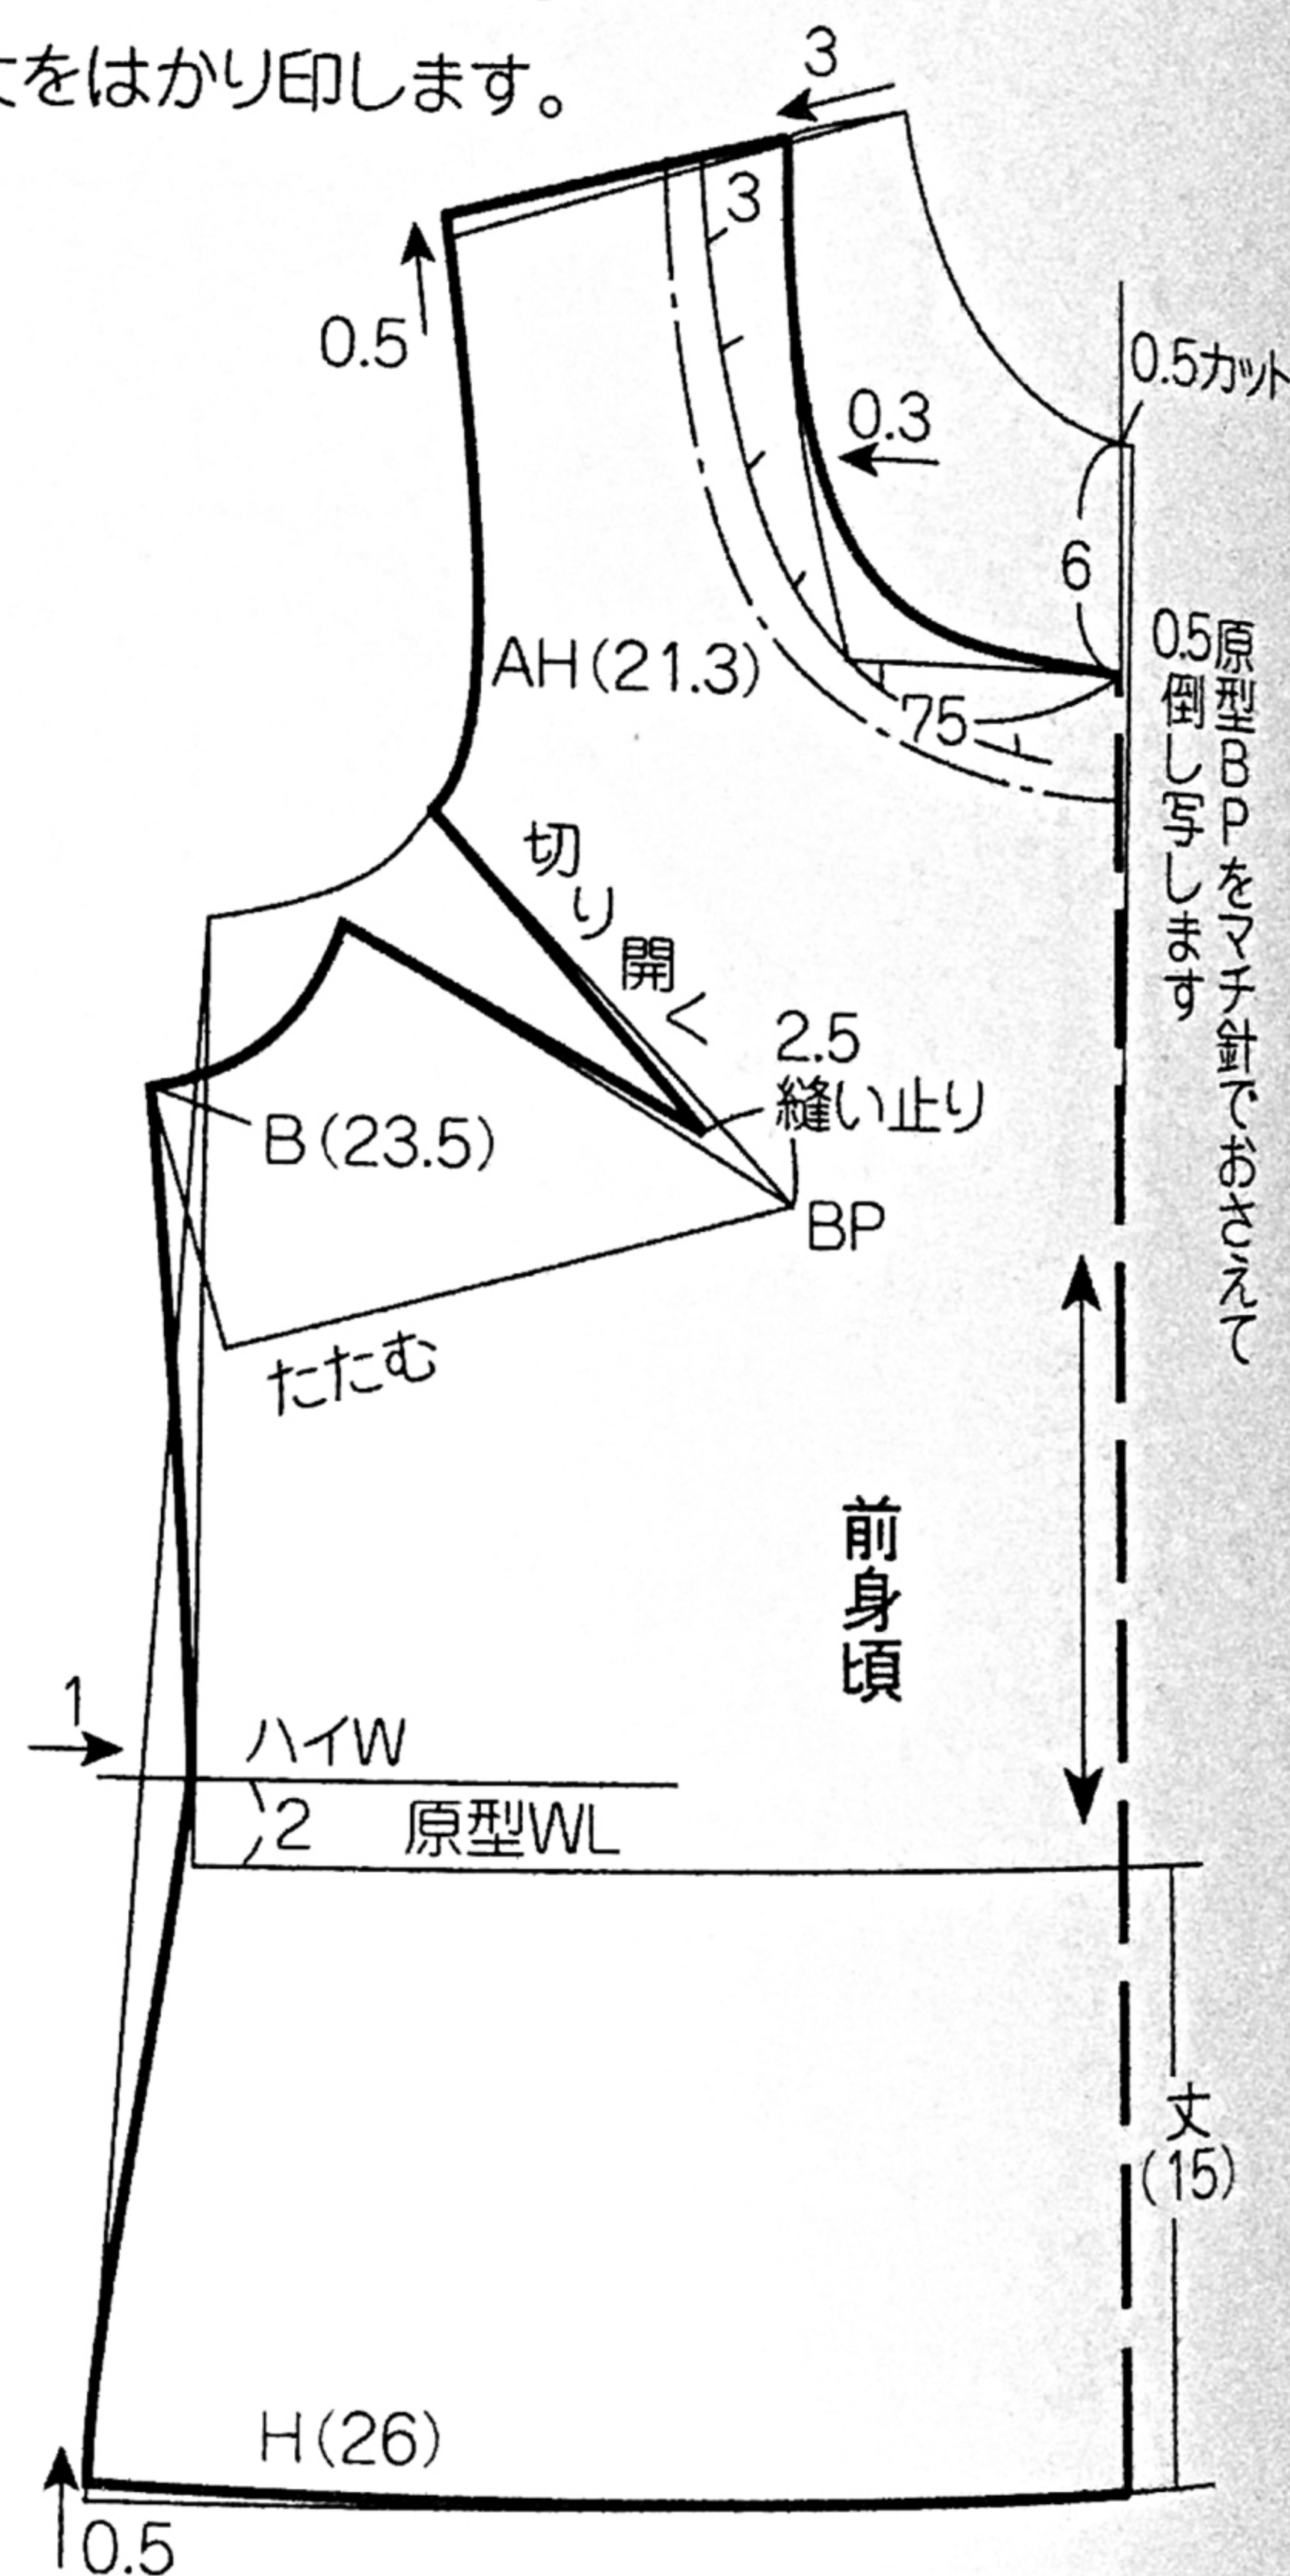 丈をはかり印します。
3
3
0.5
0.5カット
0.3
6
AH(21.3)
75
原型BPをマチ針でおさえて
0.5倒し写します
切り開く
2.5
縫い止り
B(23.5)
BP
たたむ
前身頃
1
ハイW
2
原型WL
丈
(15)
H(26)
0.5